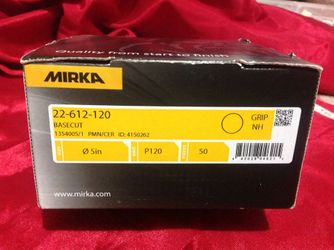 Quality from start to finish
MIRKA
22-612-120
BASECUT
1354005/1 PMN/CER ID: 4150262
GRIP
NH
Ø 5in
P120
50
www.mirka.com